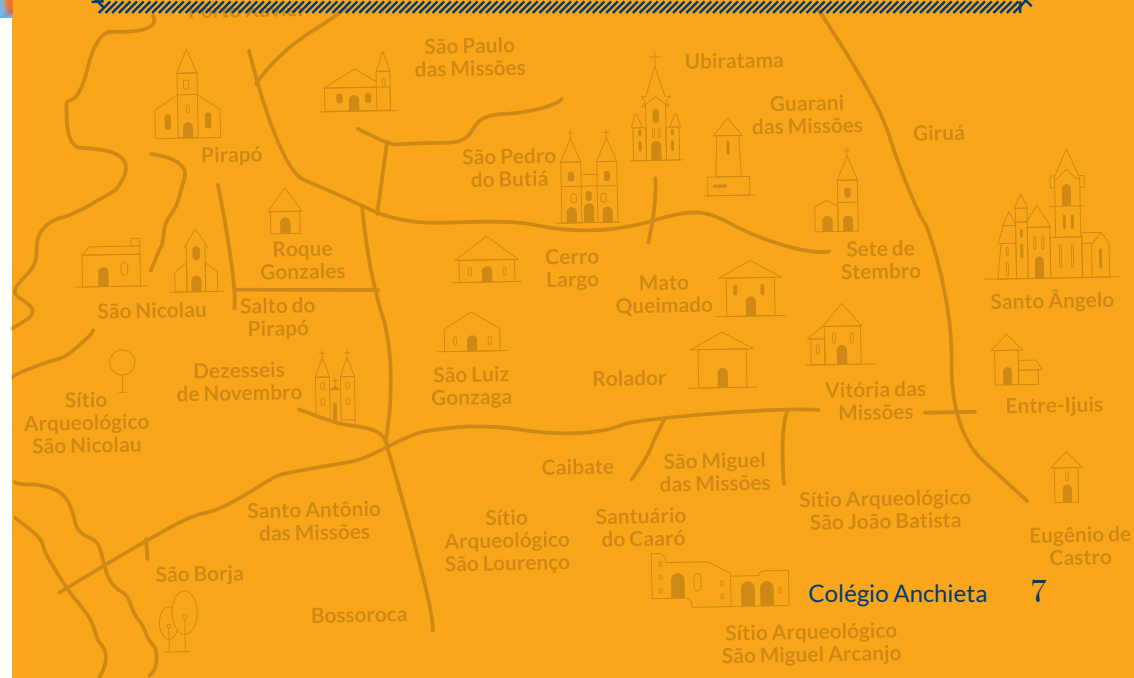 Porto Xavier
São Paulo
das Missões
Ubiratama
Guarani
das Missões
Giruá
Pirapó
São Pedro
do Butiá
Roque
Gonzales
Cerro
Largo
Sete de
Stembro
Mato
Queimado
Santo Ângelo
São Nicolau
Salto do
Pirapó
Dezesseis
de Novembro
São Luiz
Gonzaga
Rolador
Vitória das
Missões
Entre-Ijuis
Sítio
Arqueológico
São Nicolau
Caibate
São Miguel
das Missões
Sítio Arqueológico
São João Batista
Santo Antônio
das Missões
Sítio
Arqueológico
São Lourenço
Santuário
do Caaró
Eugênio de
Castro
São Borja
Bossoroca
Colégio Anchieta 7
Sítio Arqueológico
São Miguel Arcanjo